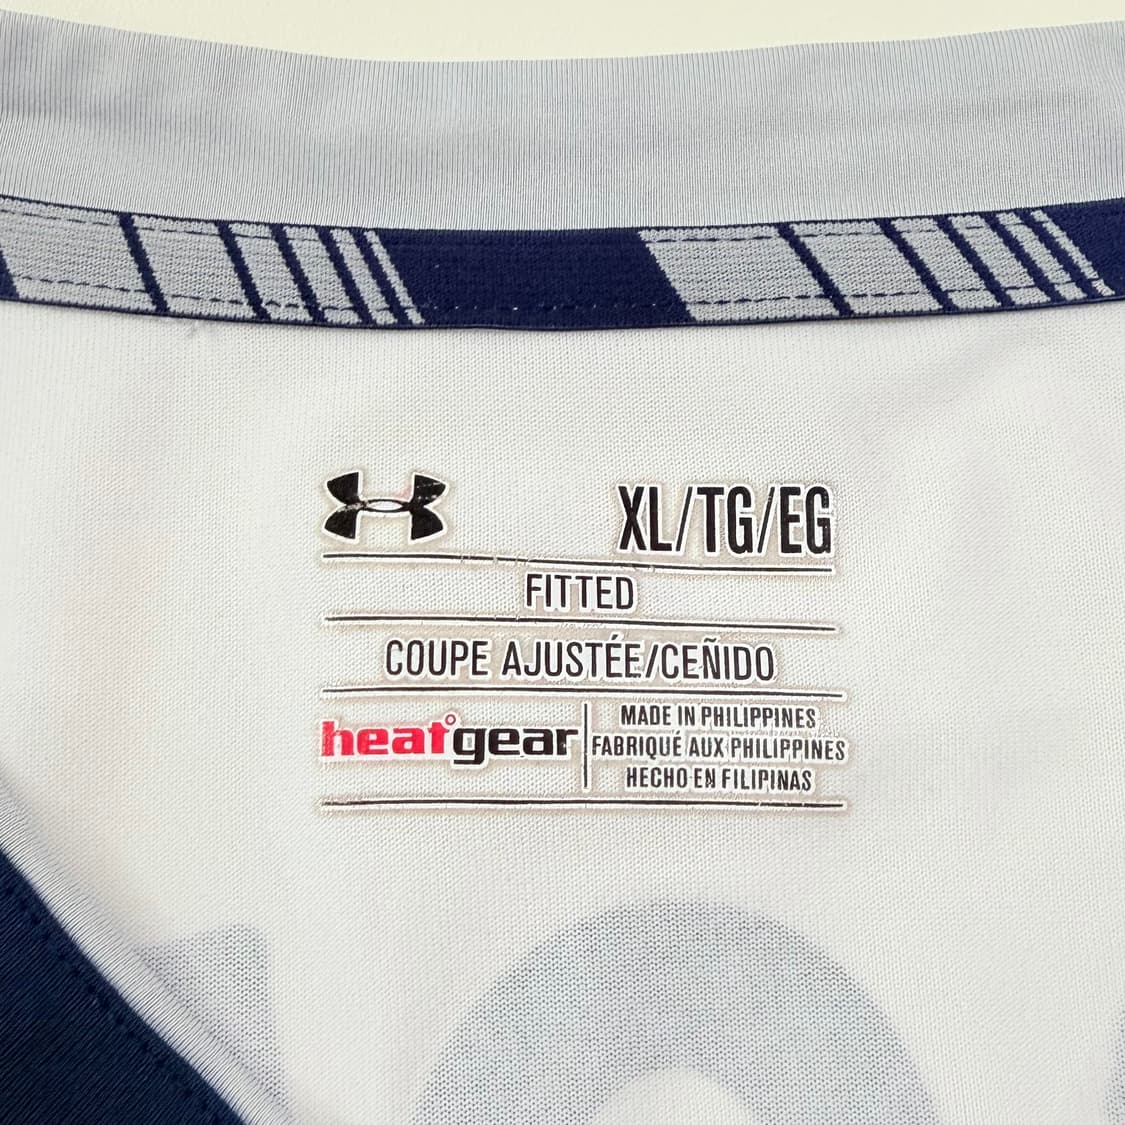 XL/TG/EG
FITTED
COUPE AJUSTÉE/CEÑIDO
heatgear
MADE IN PHILIPPINES
FABRIQUÉ AUX PHILIPPINES
HECHO EN FILIPINAS